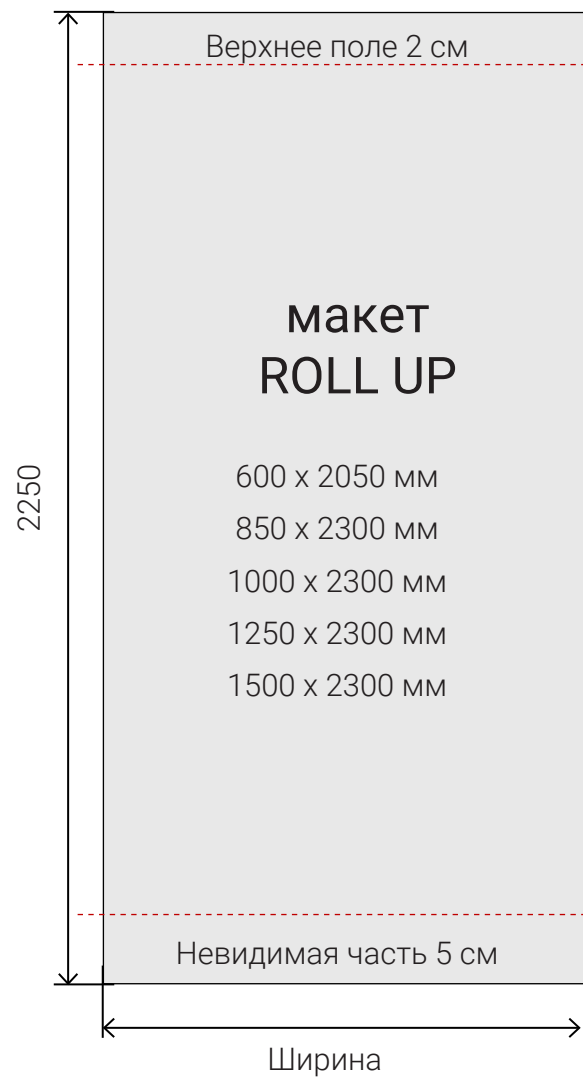 Верхнее поле 2 см
макет
ROLL UP
600 x 2050 мм
850 x 2300 мм
1000 x 2300 мм
1250 x 2300 мм
1500 x 2300 мм
2250
Невидимая часть 5 см
Ширина